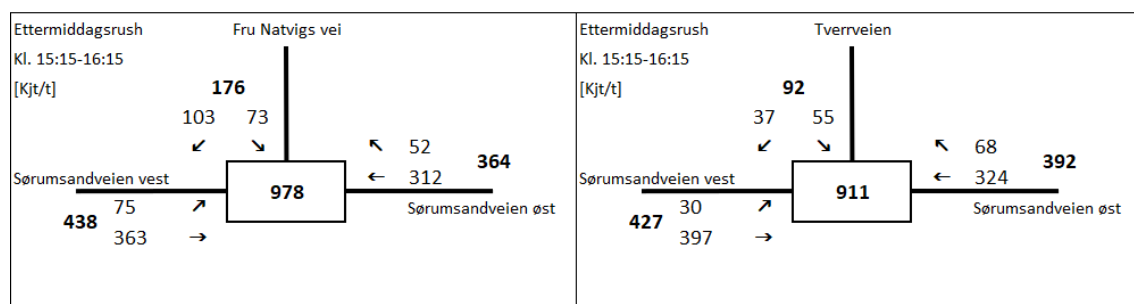 Ettermiddagsrush Fru Natvigs vei
Kl. 15:15-16:15
[Kjt/t]
176
103 73
↙ ↘ ↖ 52
364
Sørumsandveien vest 978 ← 312
75 ↗ Sørumsandveien øst
438
363 →
Ettermiddagsrush Tverrveien
Kl. 15:15-16:15
[Kjt/t]
92
37 55
↙ ↘ ↖ 68
392
Sørumsandveien vest 911 ← 324
30 ↗ Sørumsandveien øst
427
397 →